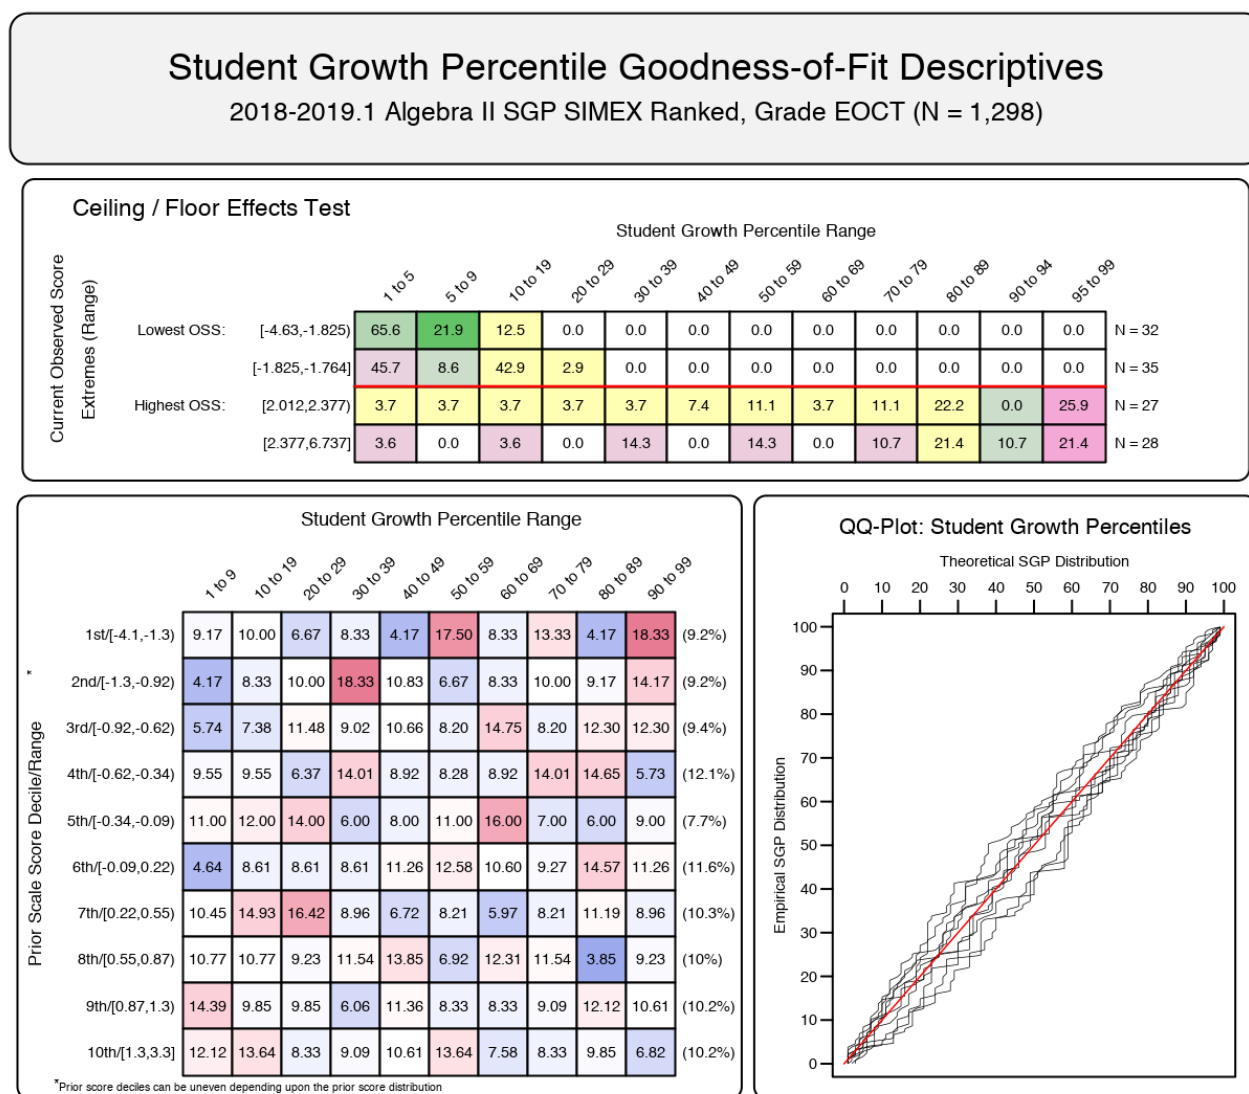 Student Growth Percentile Goodness-of-Fit Descriptives
2018-2019.1 Algebra II SGP SIMEX Ranked, Grade EOCT (N = 1,298)
Ceiling / Floor Effects Test
Student Growth Percentile Range
Current Observed Score
Extremes (Range)
1 to 5 5 to 9 10 to 19 20 to 29 30 to 39 40 to 49 50 to 59 60 to 69 70 to 79 80 to 89 90 to 94 95 to 99
Lowest OSS: [-4.63,-1.825) 65.6 21.9 12.5 0.0 0.0 0.0 0.0 0.0 0.0 0.0 0.0 0.0 N = 32
[-1.825,-1.764) 45.7 8.6 42.9 2.9 0.0 0.0 0.0 0.0 0.0 0.0 0.0 0.0 N = 35
Highest OSS: [2.012,2.377) 3.7 3.7 3.7 3.7 3.7 7.4 11.1 3.7 11.1 22.2 0.0 25.9 N = 27
[2.377,6.737] 3.6 0.0 3.6 0.0 14.3 0.0 14.3 0.0 10.7 21.4 10.7 21.4 N = 28
Student Growth Percentile Range
1 to 9 10 to 19 20 to 29 30 to 39 40 to 49 50 to 59 60 to 69 70 to 79 80 to 89 90 to 99
Prior Scale Score Decile/Range *
1st/[-4.1,-1.3) 9.17 10.00 6.67 8.33 4.17 17.50 8.33 13.33 4.17 18.33 (9.2%)
2nd/[-1.3,-0.92) 4.17 8.33 10.00 18.33 10.83 6.67 8.33 10.00 9.17 14.17 (9.2%)
3rd/[-0.92,-0.62) 5.74 7.38 11.48 9.02 10.66 8.20 14.75 8.20 12.30 12.30 (9.4%)
4th/[-0.62,-0.34) 9.55 9.55 6.37 14.01 8.92 8.28 8.92 14.01 14.65 5.73 (12.1%)
5th/[-0.34,-0.09) 11.00 12.00 14.00 6.00 8.00 11.00 16.00 7.00 6.00 9.00 (7.7%)
6th/[-0.09,0.22) 4.64 8.61 8.61 8.61 11.26 12.58 10.60 9.27 14.57 11.26 (11.6%)
7th/[0.22,0.55) 10.45 14.93 16.42 8.96 6.72 8.21 5.97 8.21 11.19 8.96 (10.3%)
8th/[0.55,0.87) 10.77 10.77 9.23 11.54 13.85 6.92 12.31 11.54 3.85 9.23 (10%)
9th/[0.87,1.3) 14.39 9.85 9.85 6.06 11.36 8.33 8.33 9.09 12.12 10.61 (10.2%)
10th/[1.3,3.3] 12.12 13.64 8.33 9.09 10.61 13.64 7.58 8.33 9.85 6.82 (10.2%)
*Prior score deciles can be uneven depending upon the prior score distribution
QQ-Plot: Student Growth Percentiles
Theoretical SGP Distribution
0 10 20 30 40 50 60 70 80 90 100
Empirical SGP Distribution
100
90
80
70
60
50
40
30
20
10
0